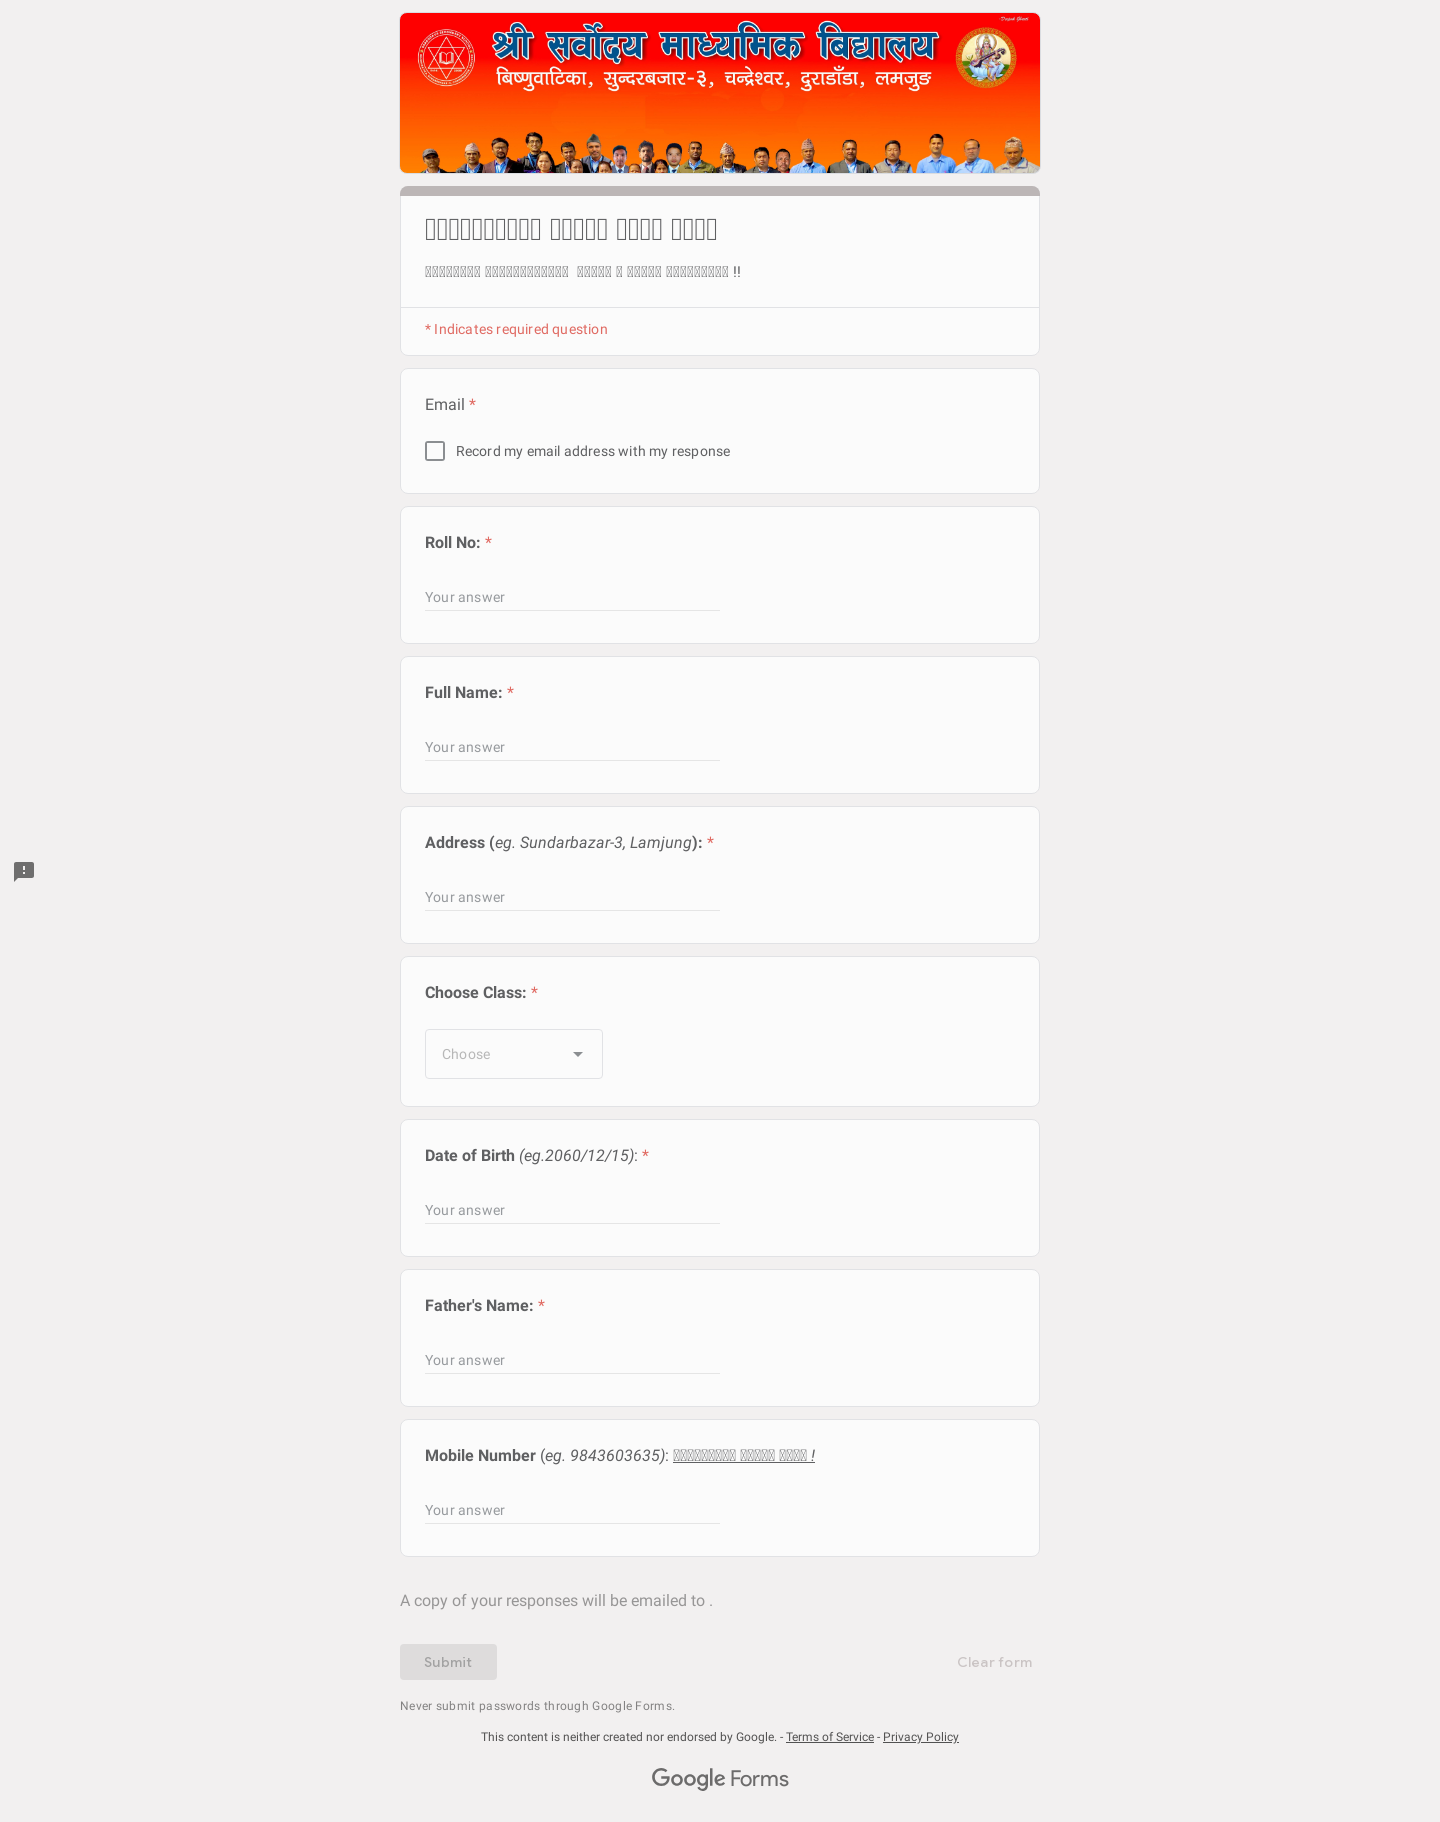 -Deepak Ghimire
श्री सर्वोदय माध्यमिक बिद्यालय
बिष्णुवाटिका, सुन्दरबजार-३, चन्द्रेश्वर, दुराडाँडा, लमजुङ
* Indicates required question
Email *
Record my email address with my response
Roll No: *
Your answer
Full Name: *
Your answer
Address (eg. Sundarbazar-3, Lamjung): *
Your answer
Choose Class: *
Choose
Date of Birth (eg.2060/12/15): *
Your answer
Father's Name: *
Your answer
Mobile Number (eg. 9843603635): !
Your answer
A copy of your responses will be emailed to .
Submit
Clear form
Never submit passwords through Google Forms.
This content is neither created nor endorsed by Google. - Terms of Service - Privacy Policy
Google Forms